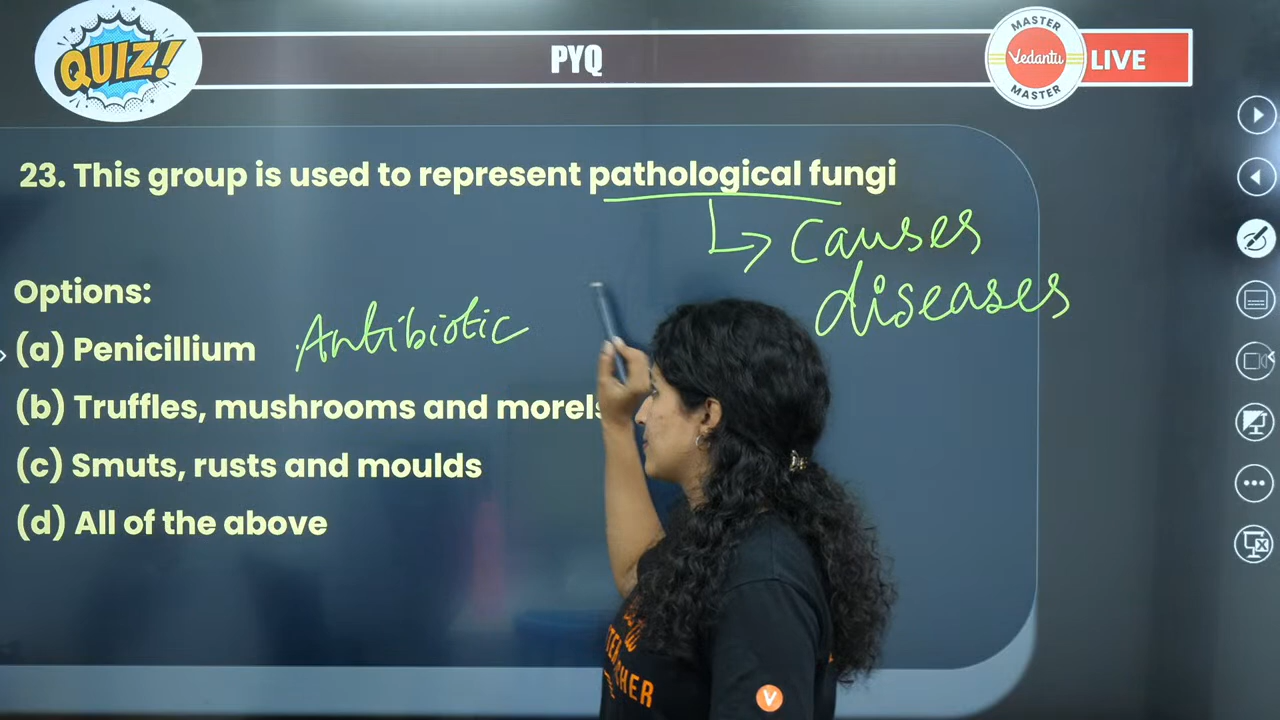 QUIZ!
PYQ
MASTER
Vedantu
MASTER
LIVE
23. This group is used to represent pathological fungi
↳ causes
diseases
Options:
(a) Penicillium Antibiotic
(b) Truffles, mushrooms and morels
(c) Smuts, rusts and moulds
(d) All of the above
HER
V